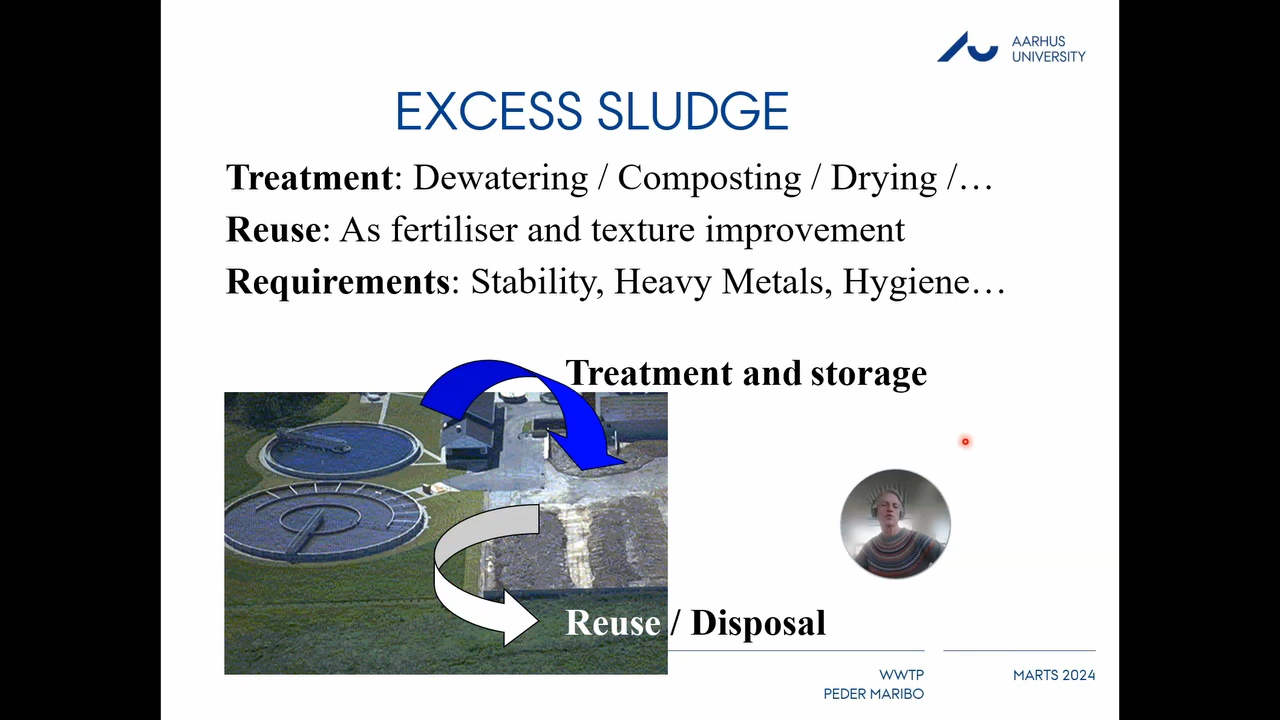 AARHUS
UNIVERSITY
EXCESS SLUDGE
Treatment: Dewatering / Composting / Drying /…
Reuse: As fertiliser and texture improvement
Requirements: Stability, Heavy Metals, Hygiene…
Treatment and storage
Reuse / Disposal
WWTP
PEDER MARIBO
MARTS 2024